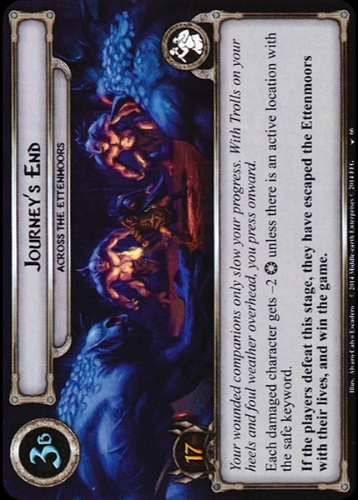 3B
JOURNEY'S END
ACROSS THE ETTENMOORS
17
Your wounded companions only slow your progress. With Trolls on your
heels and foul weather overhead, you press onward.
Each damaged character gets –2 unless there is an active location with
the safe keyword.
If the players defeat this stage, they have escaped the Ettenmoors
with their lives, and win the game.
Illus. Álvaro Calvo Escudero © 2014 Middle-earth Enterprises © 2014 FFG 66